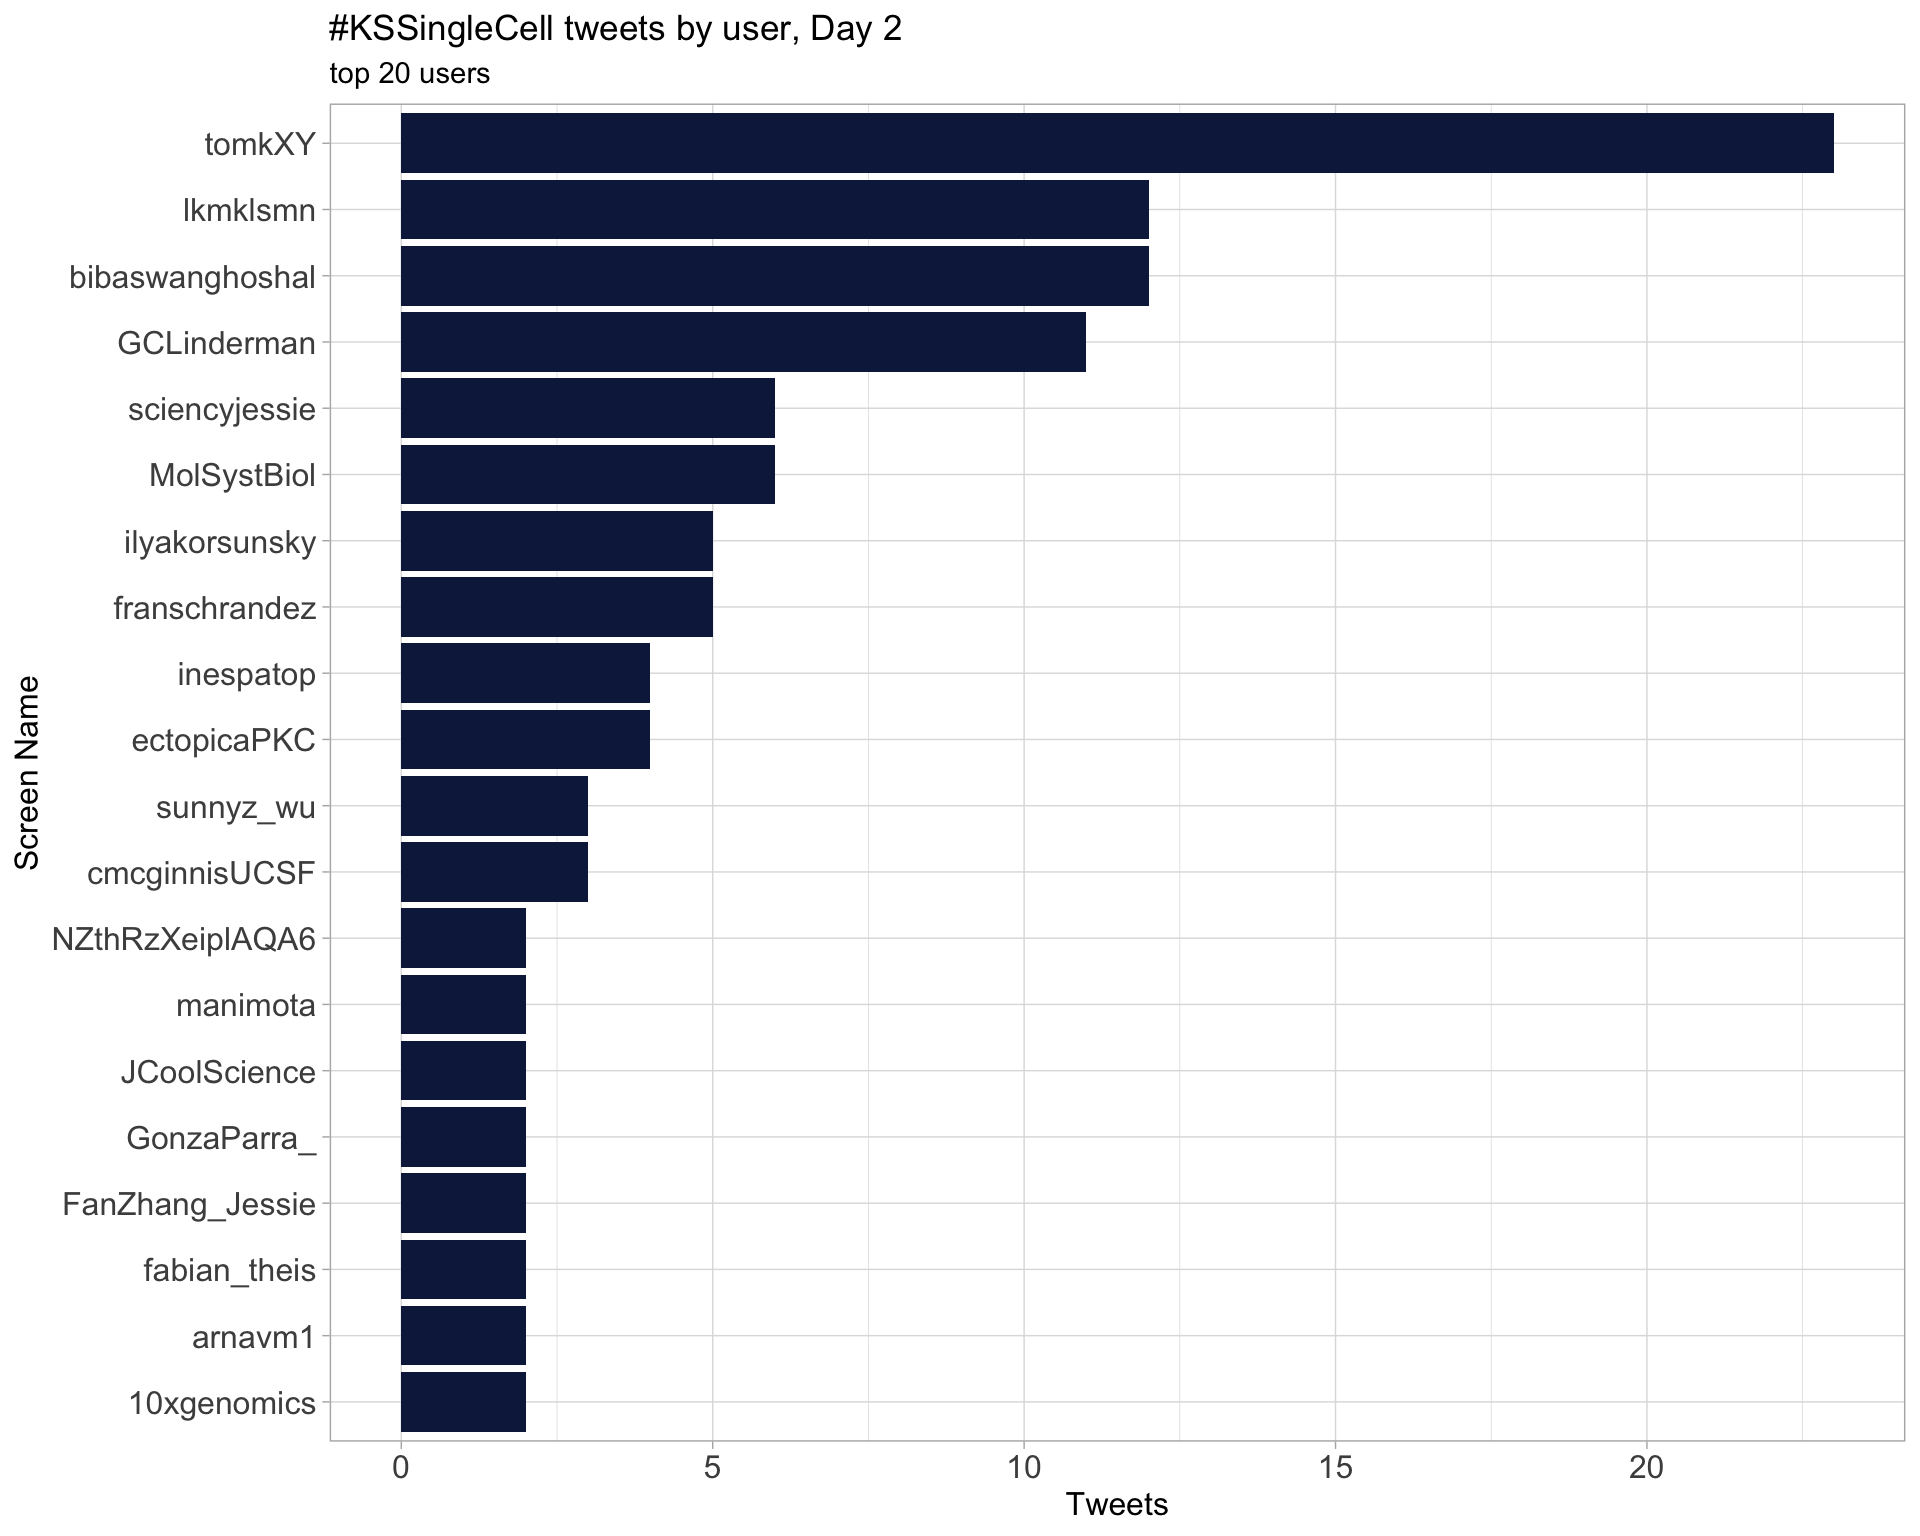 #KSSingleCell tweets by user, Day 2
top 20 users
Screen Name
tomkXY
lkmklsmn
bibaswanghoshal
GCLinderman
sciencyjessie
MolSystBiol
ilyakorsunsky
franschrandez
inespatop
ectopicaPKC
sunnyz_wu
cmcginnisUCSF
NZthRzXeiplAQA6
manimota
JCoolScience
GonzaParra_
FanZhang_Jessie
fabian_theis
arnavm1
10xgenomics
0 5 10 15 20
Tweets